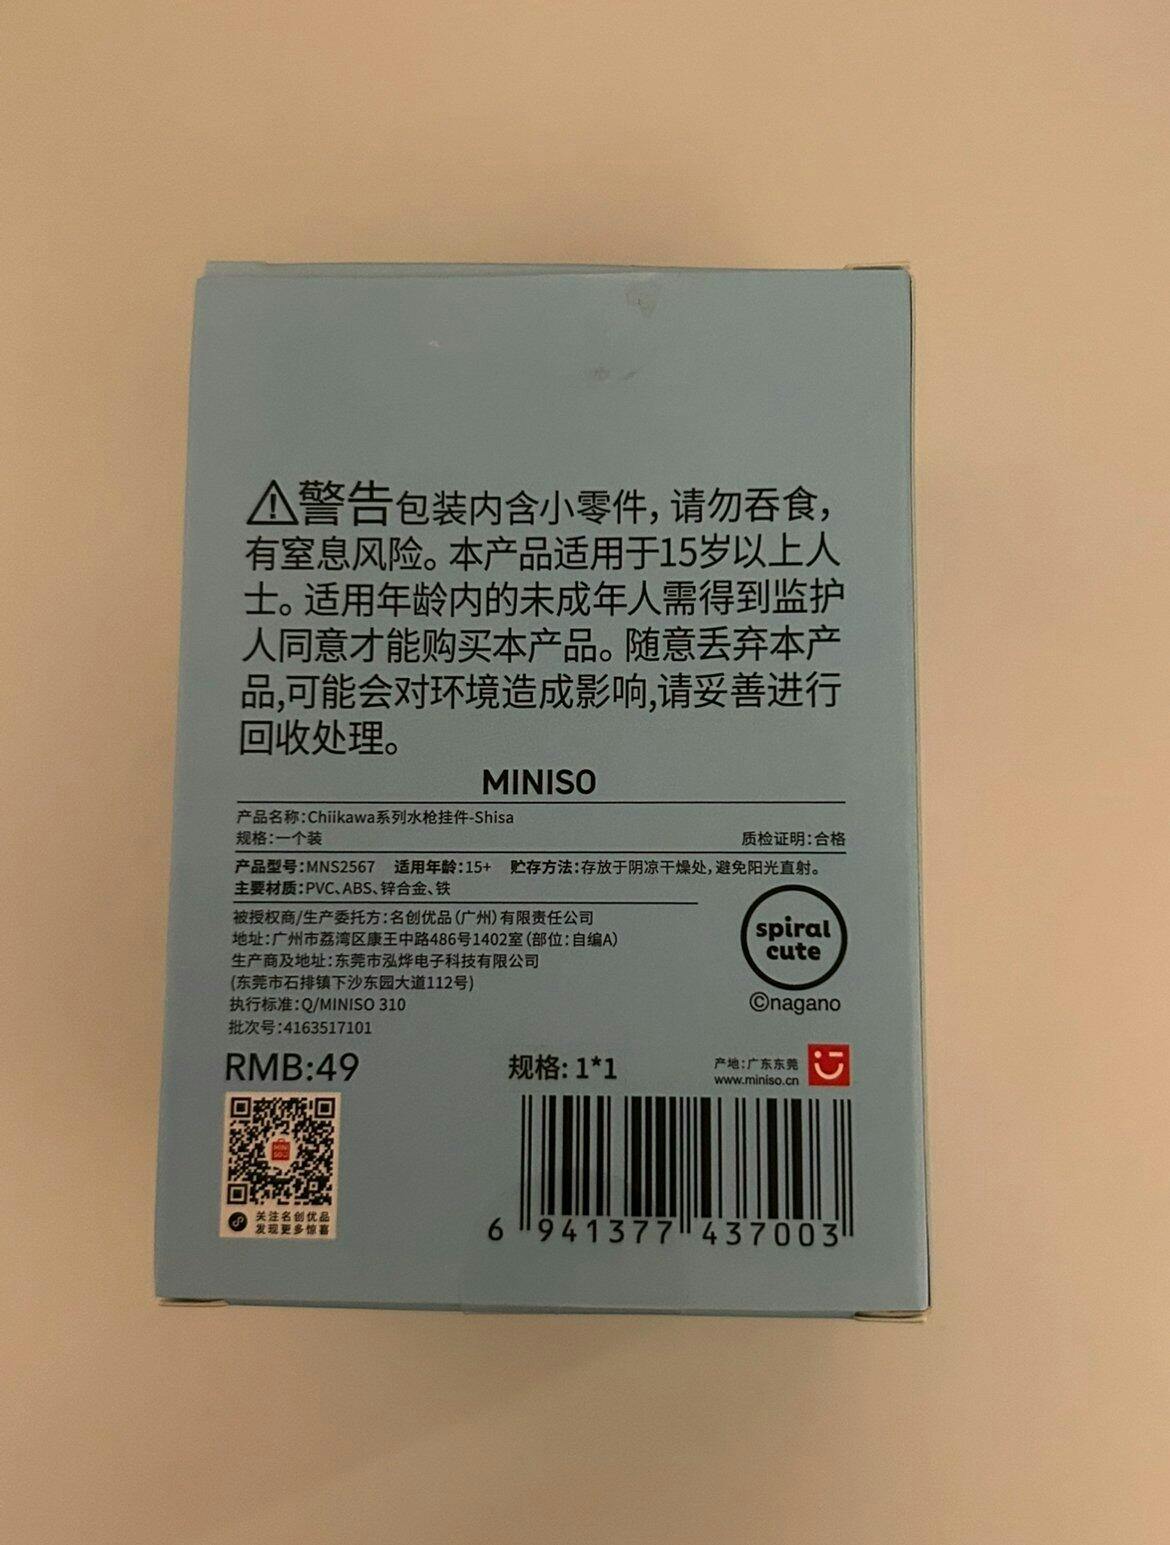 ⚠警告包装内含小零件，请勿吞食，
有窒息风险。本产品适用于15岁以上人
士。适用年龄内的未成年人需得到监护
人同意才能购买本产品。随意丢弃本产
品,可能会对环境造成影响,请妥善进行
回收处理。
MINISO
产品名称：Chiikawa系列水枪挂件-Shisa
规格：一个装 质检证明：合格
产品型号：MNS2567 适用年龄：15+ 贮存方法：存放于阴凉干燥处，避免阳光直射。
主要材质：PVC、ABS、锌合金、铁
被授权商/生产委托方：名创优品（广州）有限责任公司
地址：广州市荔湾区康王中路486号1402室（部位：自编A）
生产商及地址：东莞市泓烨电子科技有限公司
(东莞市石排镇下沙东园大道112号)
执行标准：Q/MINISO 310
批次号：4163517101
spiral
cute
©nagano
RMB:49 规格: 1*1
产地：广东东莞
www.miniso.cn
MINI
SO
关注名创优品
发现更多惊喜
6 941377 437003